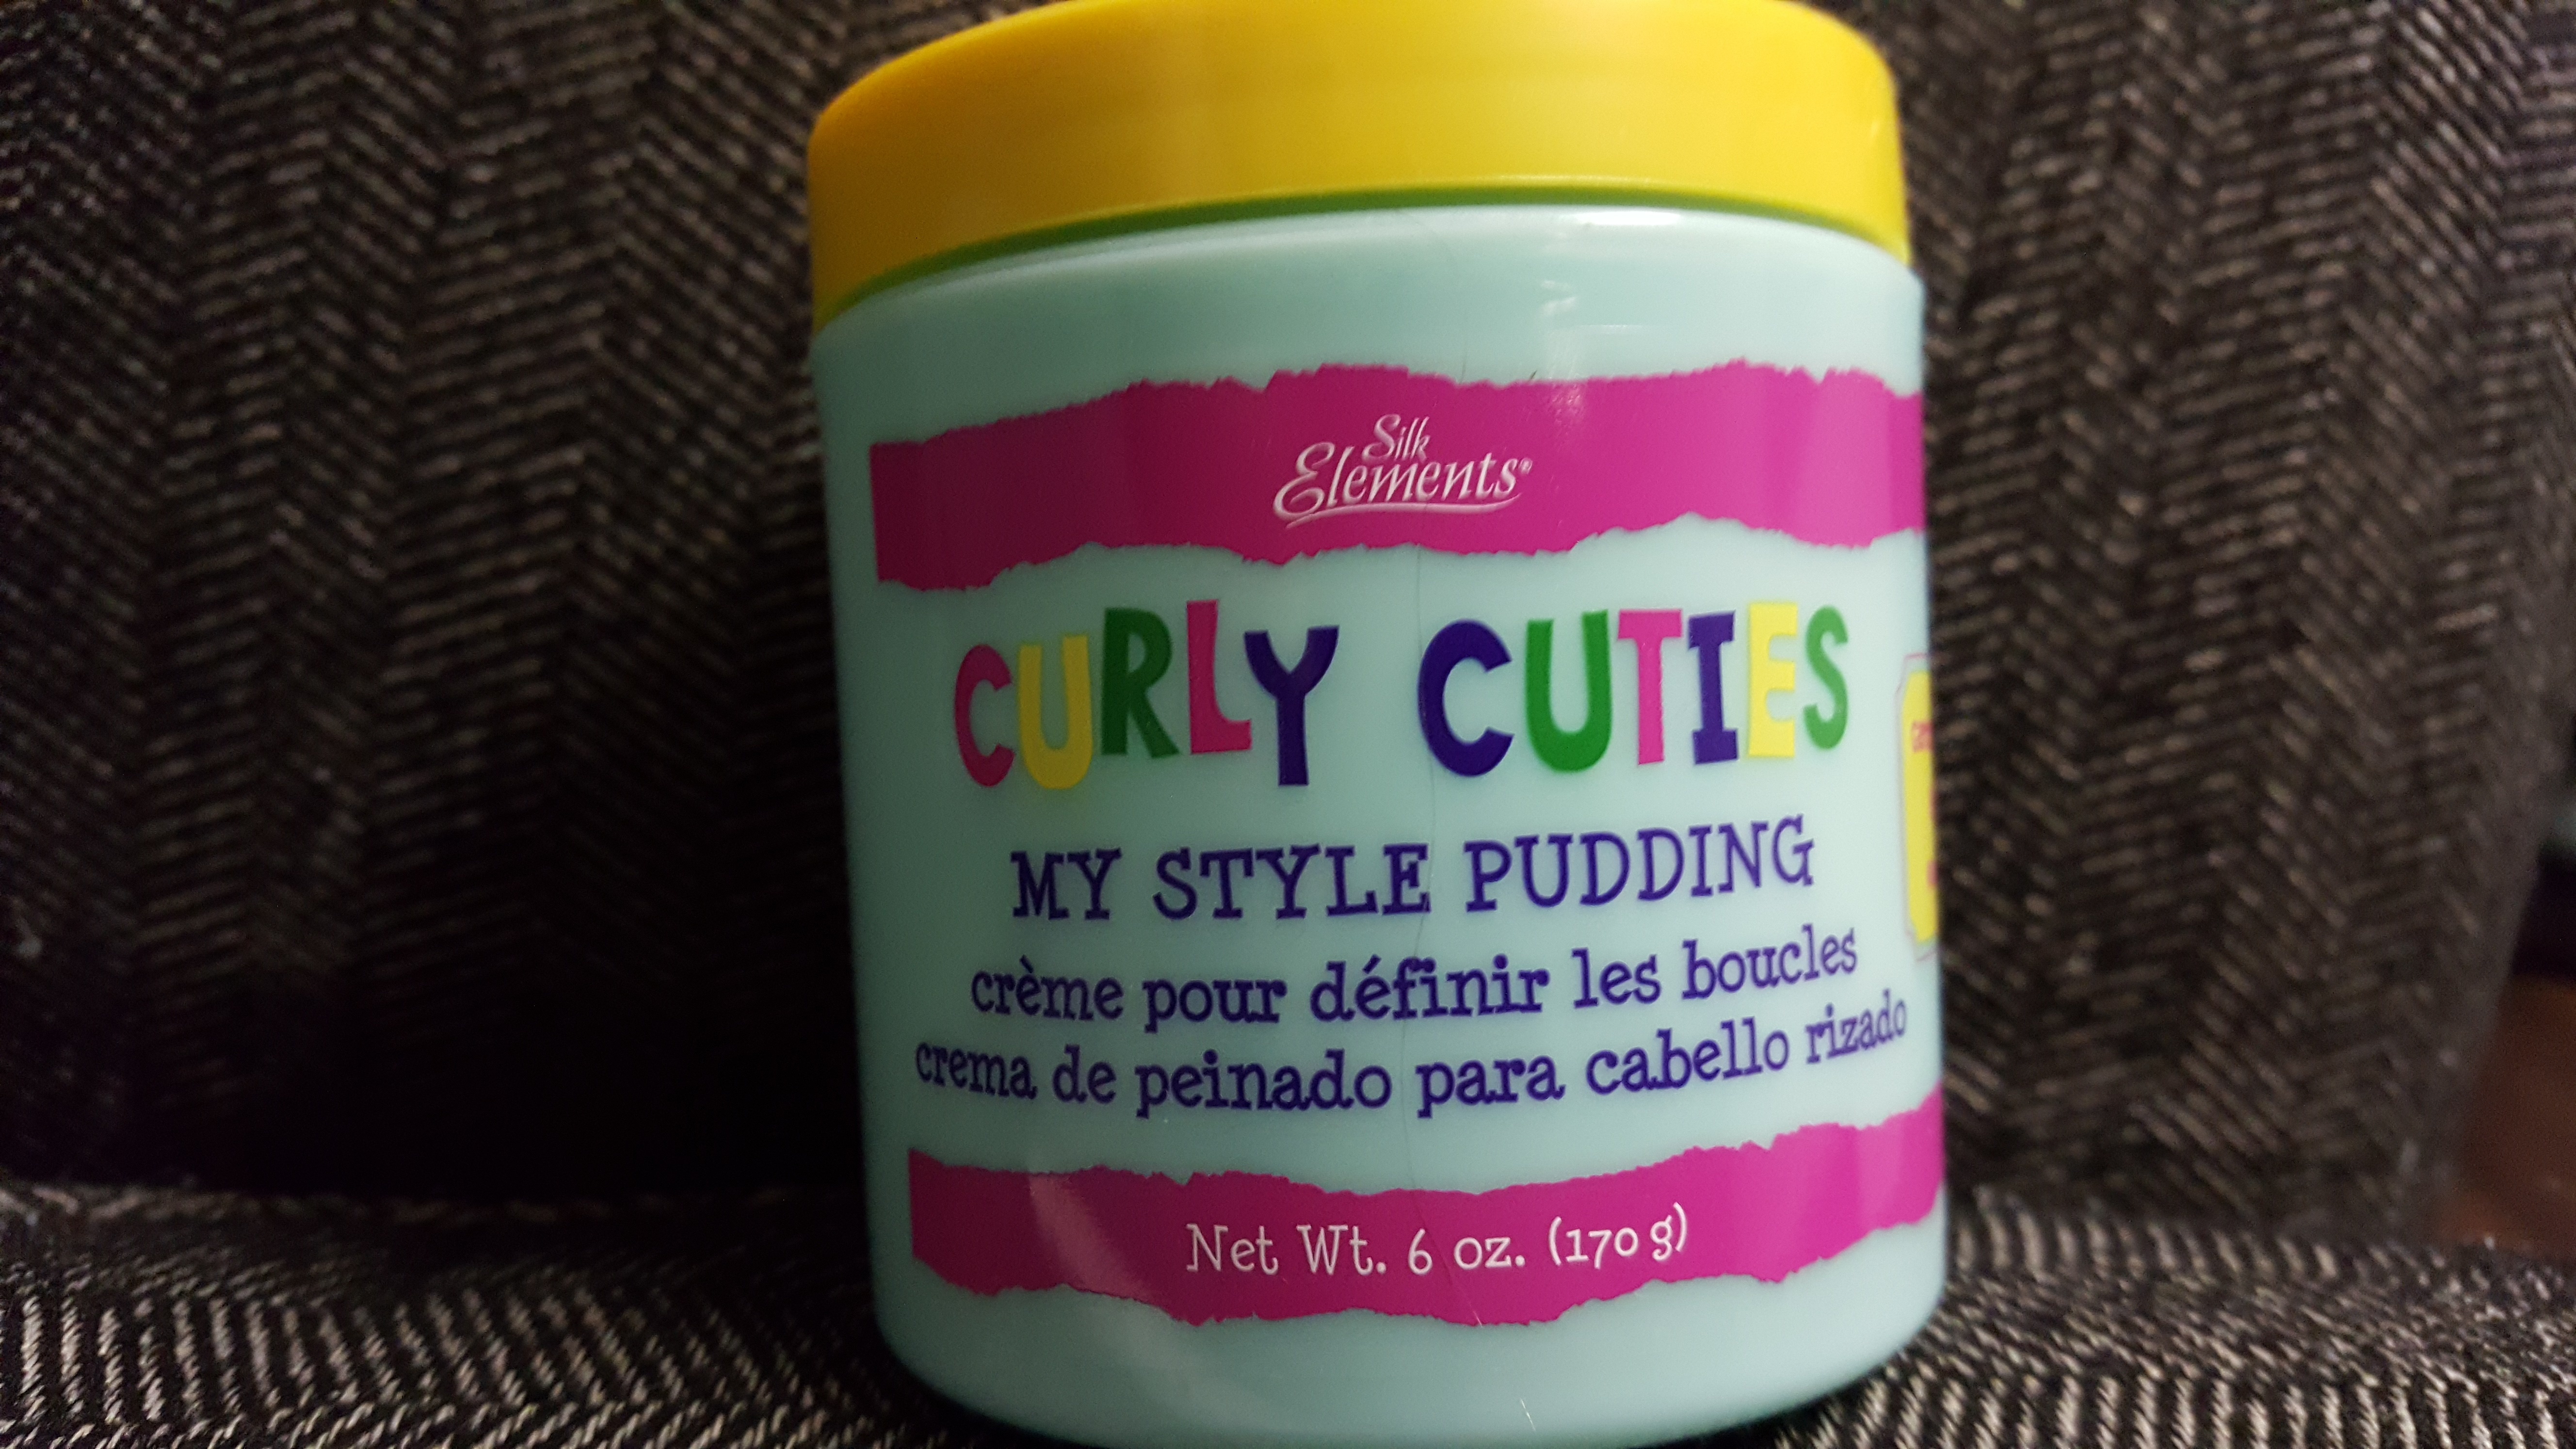 Silk
Elements®
CURLY CUTIES
MY STYLE PUDDING
crème pour définir les boucles
crema de peinado para cabello rizado
Net Wt. 6 oz. (170 g)